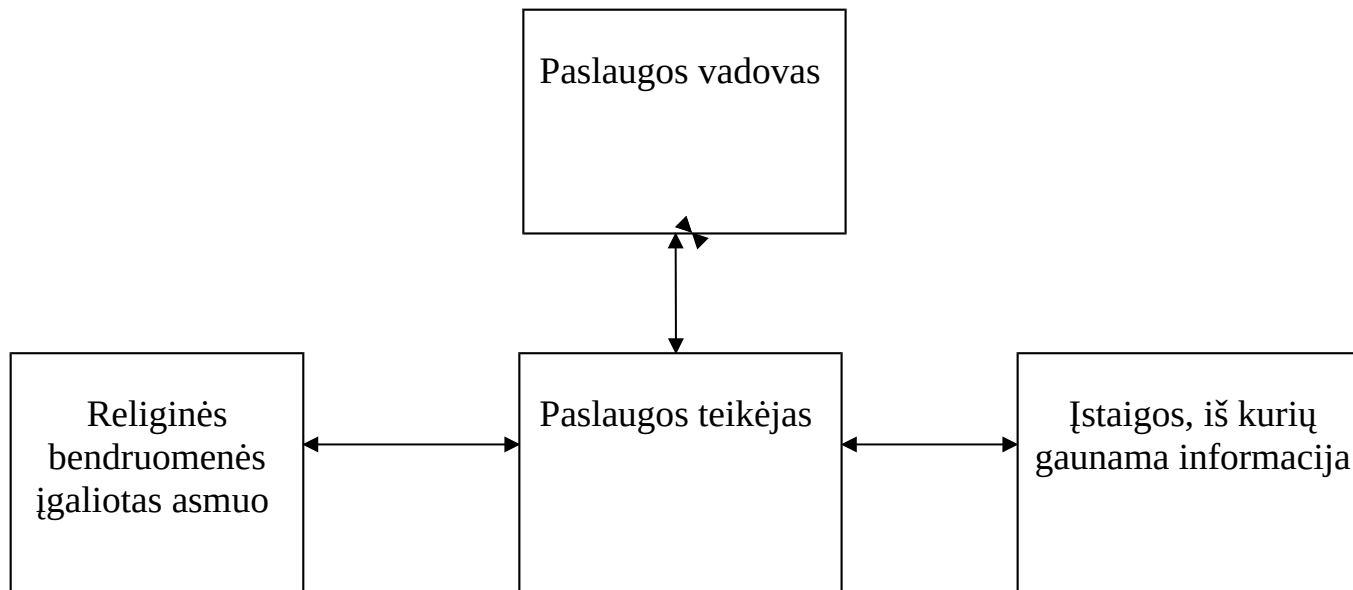 Paslaugos vadovas
Religinės
bendruomenės
įgaliotas asmuo
Paslaugos teikėjas
Įstaigos, iš kurių
gaunama informacija